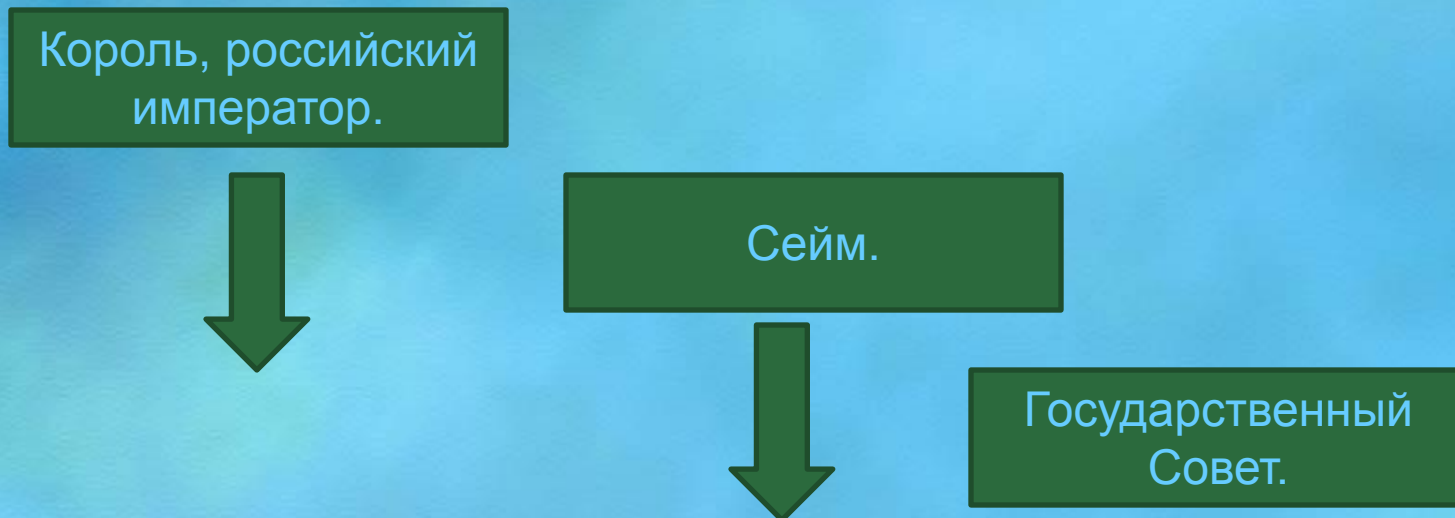 Король, российский
император.
Сейм.
Государственный
Совет.